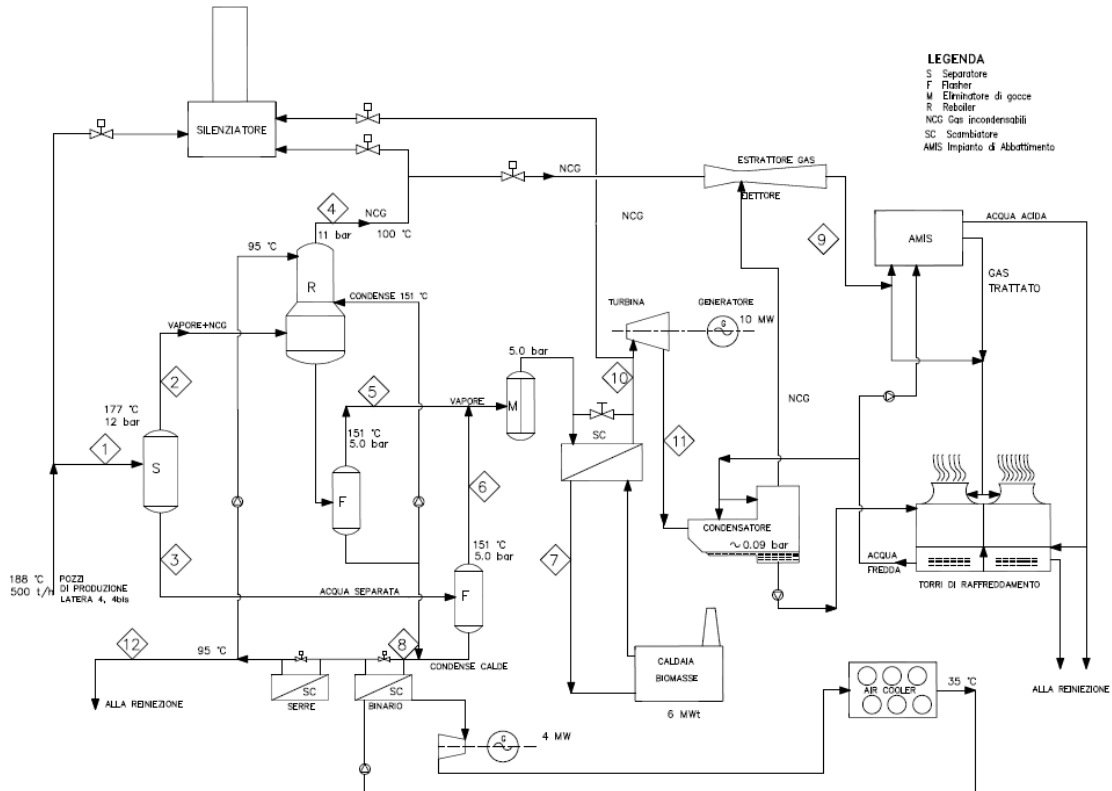 LEGENDA
S Separatore
F Flasher
M Eliminatore di gocce
R Reboiler
NCG Gas incondensabili
SC Scambiatore
AMIS Impianto di Abbattimento
SILENZIATORE
ESTRATTORE GAS
NCG
EIETTORE
4
NCG
11 bar
100 °C
NCG
9
AMIS
ACQUA ACIDA
GAS
TRATTATO
95 °C
R
CONDENSE 151 °C
TURBINA
GENERATORE
G
10 MW
VAPORE+NCG
2
5.0 bar
10
5
VAPORE
M
NCG
177 °C
12 bar
1
S
151 °C
5.0 bar
SC
11
F
6
CONDENSATORE
~ 0.09 bar
3
151 °C
5.0 bar
7
ACQUA
FREDDA
TORRI DI RAFFREDDAMENTO
188 °C
500 t/H
POZZI
DI PRODUZIONE
LATERA 4, 4bis
ACQUA SEPARATA
F
12
95 °C
8
CONDENSE CALDE
CALDAIA
BIOMASSE
35 °C
AIR COOLER
ALLA REINIEZIONE
SC
SERRE
SC
BINARIO
ALLA REINIEZIONE
6 MWt
G
4 MW